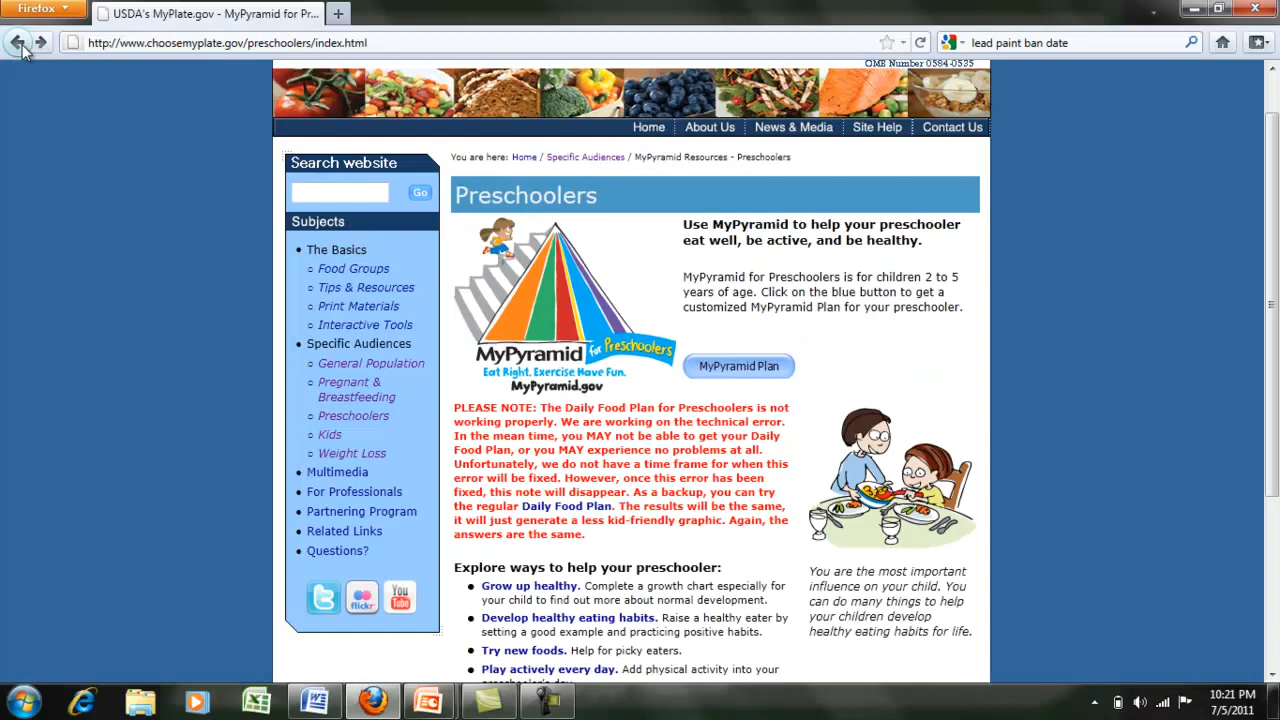 Firefox
USDA's MyPlate.gov - MyPyramid for Pr...
http://www.choosemyplate.gov/preschoolers/index.html
lead paint ban date
OME Number 0584-0535
Home
About Us
News & Media
Site Help
Contact Us
Search website
Go
Subjects
The Basics
Food Groups
Tips & Resources
Print Materials
Interactive Tools
Specific Audiences
General Population
Pregnant &
Breastfeeding
Preschoolers
Kids
Weight Loss
Multimedia
For Professionals
Partnering Program
Related Links
Questions?
flickr
You
Tube
You are here: Home / Specific Audiences / MyPyramid Resources - Preschoolers
Preschoolers
MyPyramid for Preschoolers
Eat Right. Exercise. Have Fun.
MyPyramid.gov
Use MyPyramid to help your preschooler
eat well, be active, and be healthy.
MyPyramid for Preschoolers is for children 2 to 5
years of age. Click on the blue button to get a
customized MyPyramid Plan for your preschooler.
MyPyramid Plan
PLEASE NOTE: The Daily Food Plan for Preschoolers is not
working properly. We are working on the technical error.
In the mean time, you MAY not be able to get your Daily
Food Plan, or you MAY experience no problems at all.
Unfortunately, we do not have a time frame for when this
error will be fixed. However, once this error has been
fixed, this note will disappear. As a backup, you can try
the regular Daily Food Plan. The results will be the same,
it will just generate a less kid-friendly graphic. Again, the
answers are the same.
Explore ways to help your preschooler:
Grow up healthy. Complete a growth chart especially for
your child to find out more about normal development.
Develop healthy eating habits. Raise a healthy eater by
setting a good example and practicing positive habits.
Try new foods. Help for picky eaters.
Play actively every day. Add physical activity into your
preschooler's day.
You are the most important
influence on your child. You
can do many things to help
your children develop
healthy eating habits for life.
10:21 PM
7/5/2011